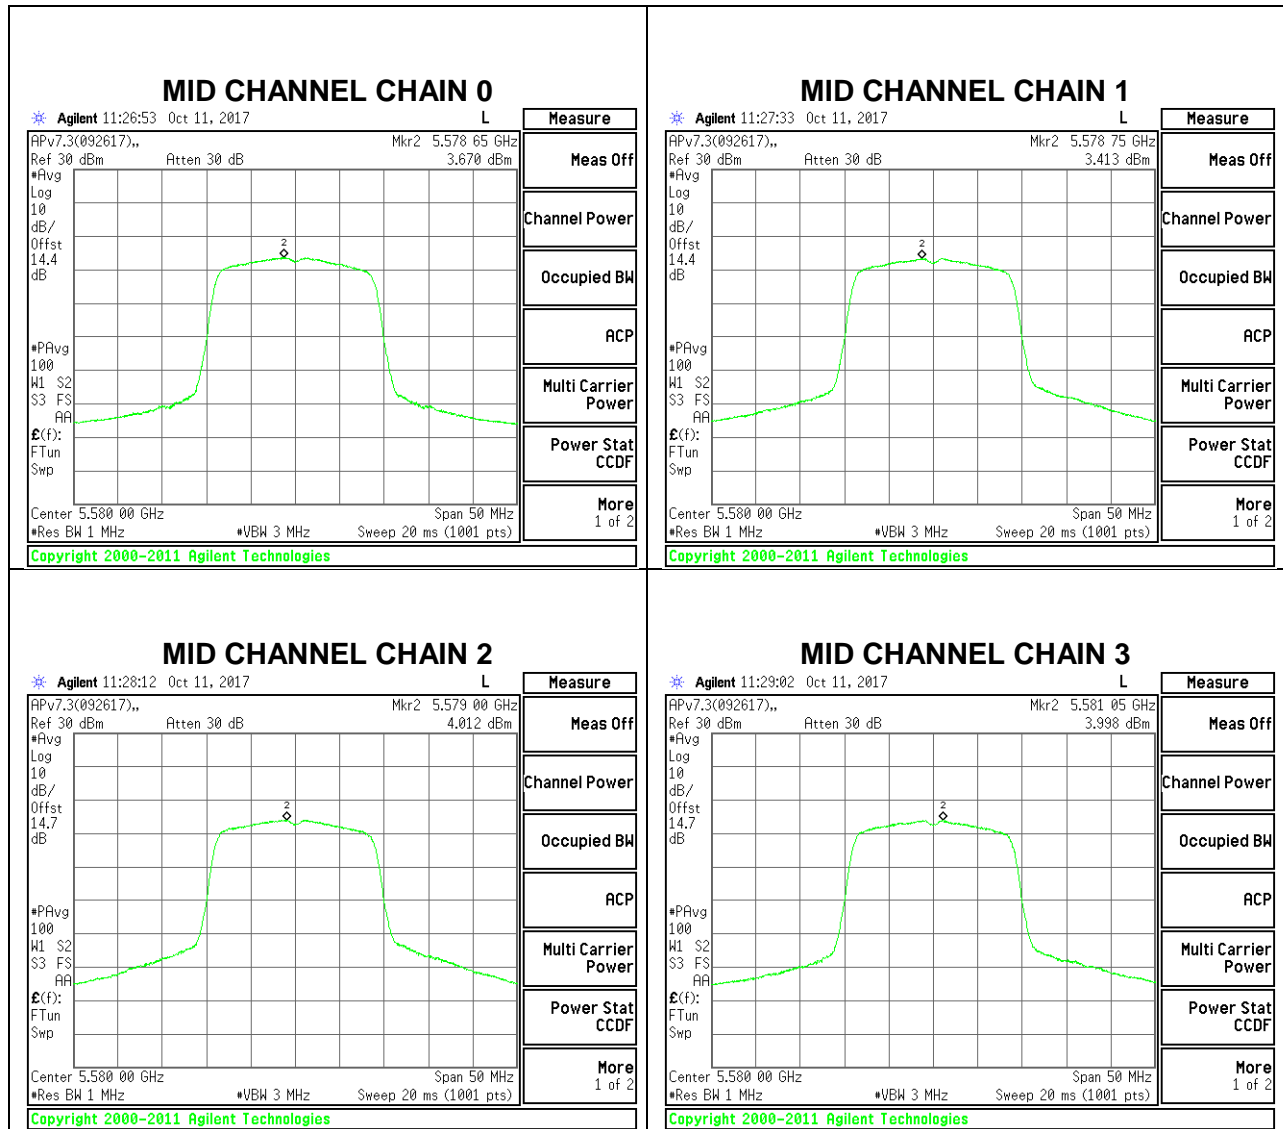 MID CHANNEL CHAIN 0
Agilent 11:26:53 Oct 11, 2017 L Measure
APv7.3(092617),, Mkr2 5.578 65 GHz
Ref 30 dBm Atten 30 dB 3.670 dBm
#Avg
Log
10
dB/
Offst
14.4
dB
2
#PAvg
100
W1 S2
S3 FS
AA
£(f):
FTun
Swp
Center 5.580 00 GHz Span 50 MHz
#Res BW 1 MHz #VBW 3 MHz Sweep 20 ms (1001 pts)
Meas Off
Channel Power
Occupied BW
ACP
Multi Carrier
Power
Power Stat
CCDF
More
1 of 2
Copyright 2000-2011 Agilent Technologies
MID CHANNEL CHAIN 1
Agilent 11:27:33 Oct 11, 2017 L Measure
APv7.3(092617),, Mkr2 5.578 75 GHz
Ref 30 dBm Atten 30 dB 3.413 dBm
#Avg
Log
10
dB/
Offst
14.4
dB
2
#PAvg
100
W1 S2
S3 FS
AA
£(f):
FTun
Swp
Center 5.580 00 GHz Span 50 MHz
#Res BW 1 MHz #VBW 3 MHz Sweep 20 ms (1001 pts)
Meas Off
Channel Power
Occupied BW
ACP
Multi Carrier
Power
Power Stat
CCDF
More
1 of 2
Copyright 2000-2011 Agilent Technologies
MID CHANNEL CHAIN 2
Agilent 11:28:12 Oct 11, 2017 L Measure
APv7.3(092617),, Mkr2 5.579 00 GHz
Ref 30 dBm Atten 30 dB 4.012 dBm
#Avg
Log
10
dB/
Offst
14.7
dB
2
#PAvg
100
W1 S2
S3 FS
AA
£(f):
FTun
Swp
Center 5.580 00 GHz Span 50 MHz
#Res BW 1 MHz #VBW 3 MHz Sweep 20 ms (1001 pts)
Meas Off
Channel Power
Occupied BW
ACP
Multi Carrier
Power
Power Stat
CCDF
More
1 of 2
Copyright 2000-2011 Agilent Technologies
MID CHANNEL CHAIN 3
Agilent 11:29:02 Oct 11, 2017 L Measure
APv7.3(092617),, Mkr2 5.581 05 GHz
Ref 30 dBm Atten 30 dB 3.998 dBm
#Avg
Log
10
dB/
Offst
14.7
dB
2
#PAvg
100
W1 S2
S3 FS
AA
£(f):
FTun
Swp
Center 5.580 00 GHz Span 50 MHz
#Res BW 1 MHz #VBW 3 MHz Sweep 20 ms (1001 pts)
Meas Off
Channel Power
Occupied BW
ACP
Multi Carrier
Power
Power Stat
CCDF
More
1 of 2
Copyright 2000-2011 Agilent Technologies